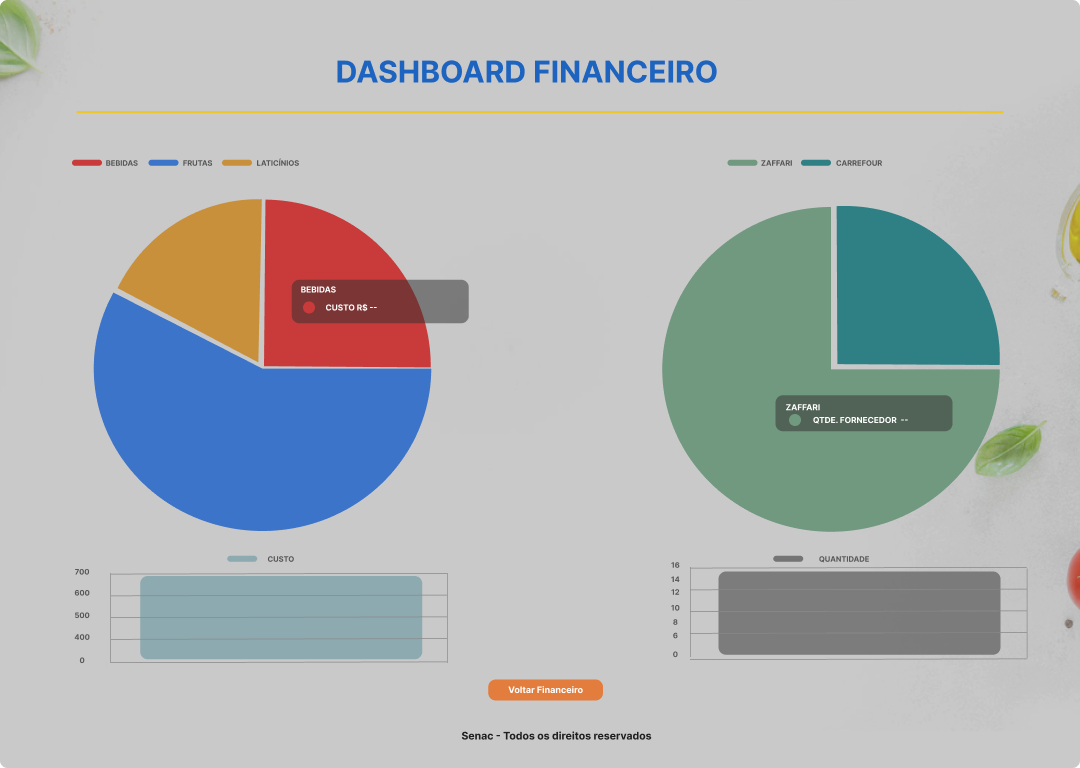 DASHBOARD FINANCEIRO
BEBIDAS FRUTAS LATICÍNIOS
ZAFFARI CARREFOUR
BEBIDAS
CUSTO R$ --
ZAFFARI
QTDE. FORNECEDOR --
CUSTO
700
600
500
400
0
QUANTIDADE
16
14
12
10
8
6
0
Voltar Financeiro
Senac - Todos os direitos reservados